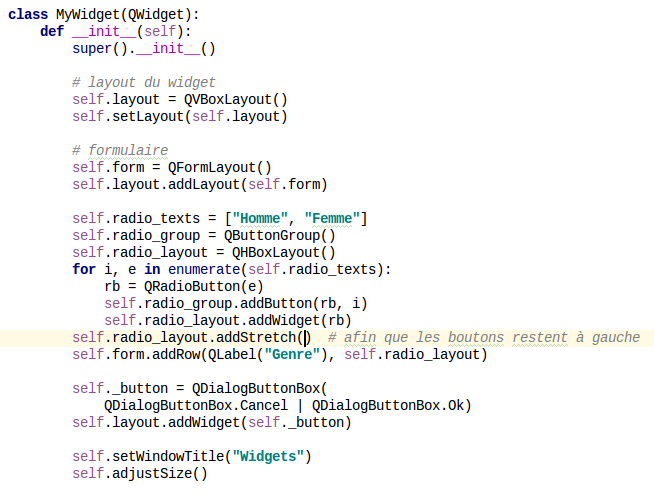 class MyWidget(QWidget):
    def __init__(self):
        super().__init__()

        # layout du widget
        self.layout = QVBoxLayout()
        self.setLayout(self.layout)

        # formulaire
        self.form = QFormLayout()
        self.layout.addLayout(self.form)

        self.radio_texts = ["Homme", "Femme"]
        self.radio_group = QButtonGroup()
        self.radio_layout = QHBoxLayout()
        for i, e in enumerate(self.radio_texts):
            rb = QRadioButton(e)
            self.radio_group.addButton(rb, i)
            self.radio_layout.addWidget(rb)
        self.radio_layout.addStretch()  # afin que les boutons restent à gauche
        self.form.addRow(QLabel("Genre"), self.radio_layout)

        self._button = QDialogButtonBox(
            QDialogButtonBox.Cancel | QDialogButtonBox.Ok)
        self.layout.addWidget(self._button)

        self.setWindowTitle("Widgets")
        self.adjustSize()